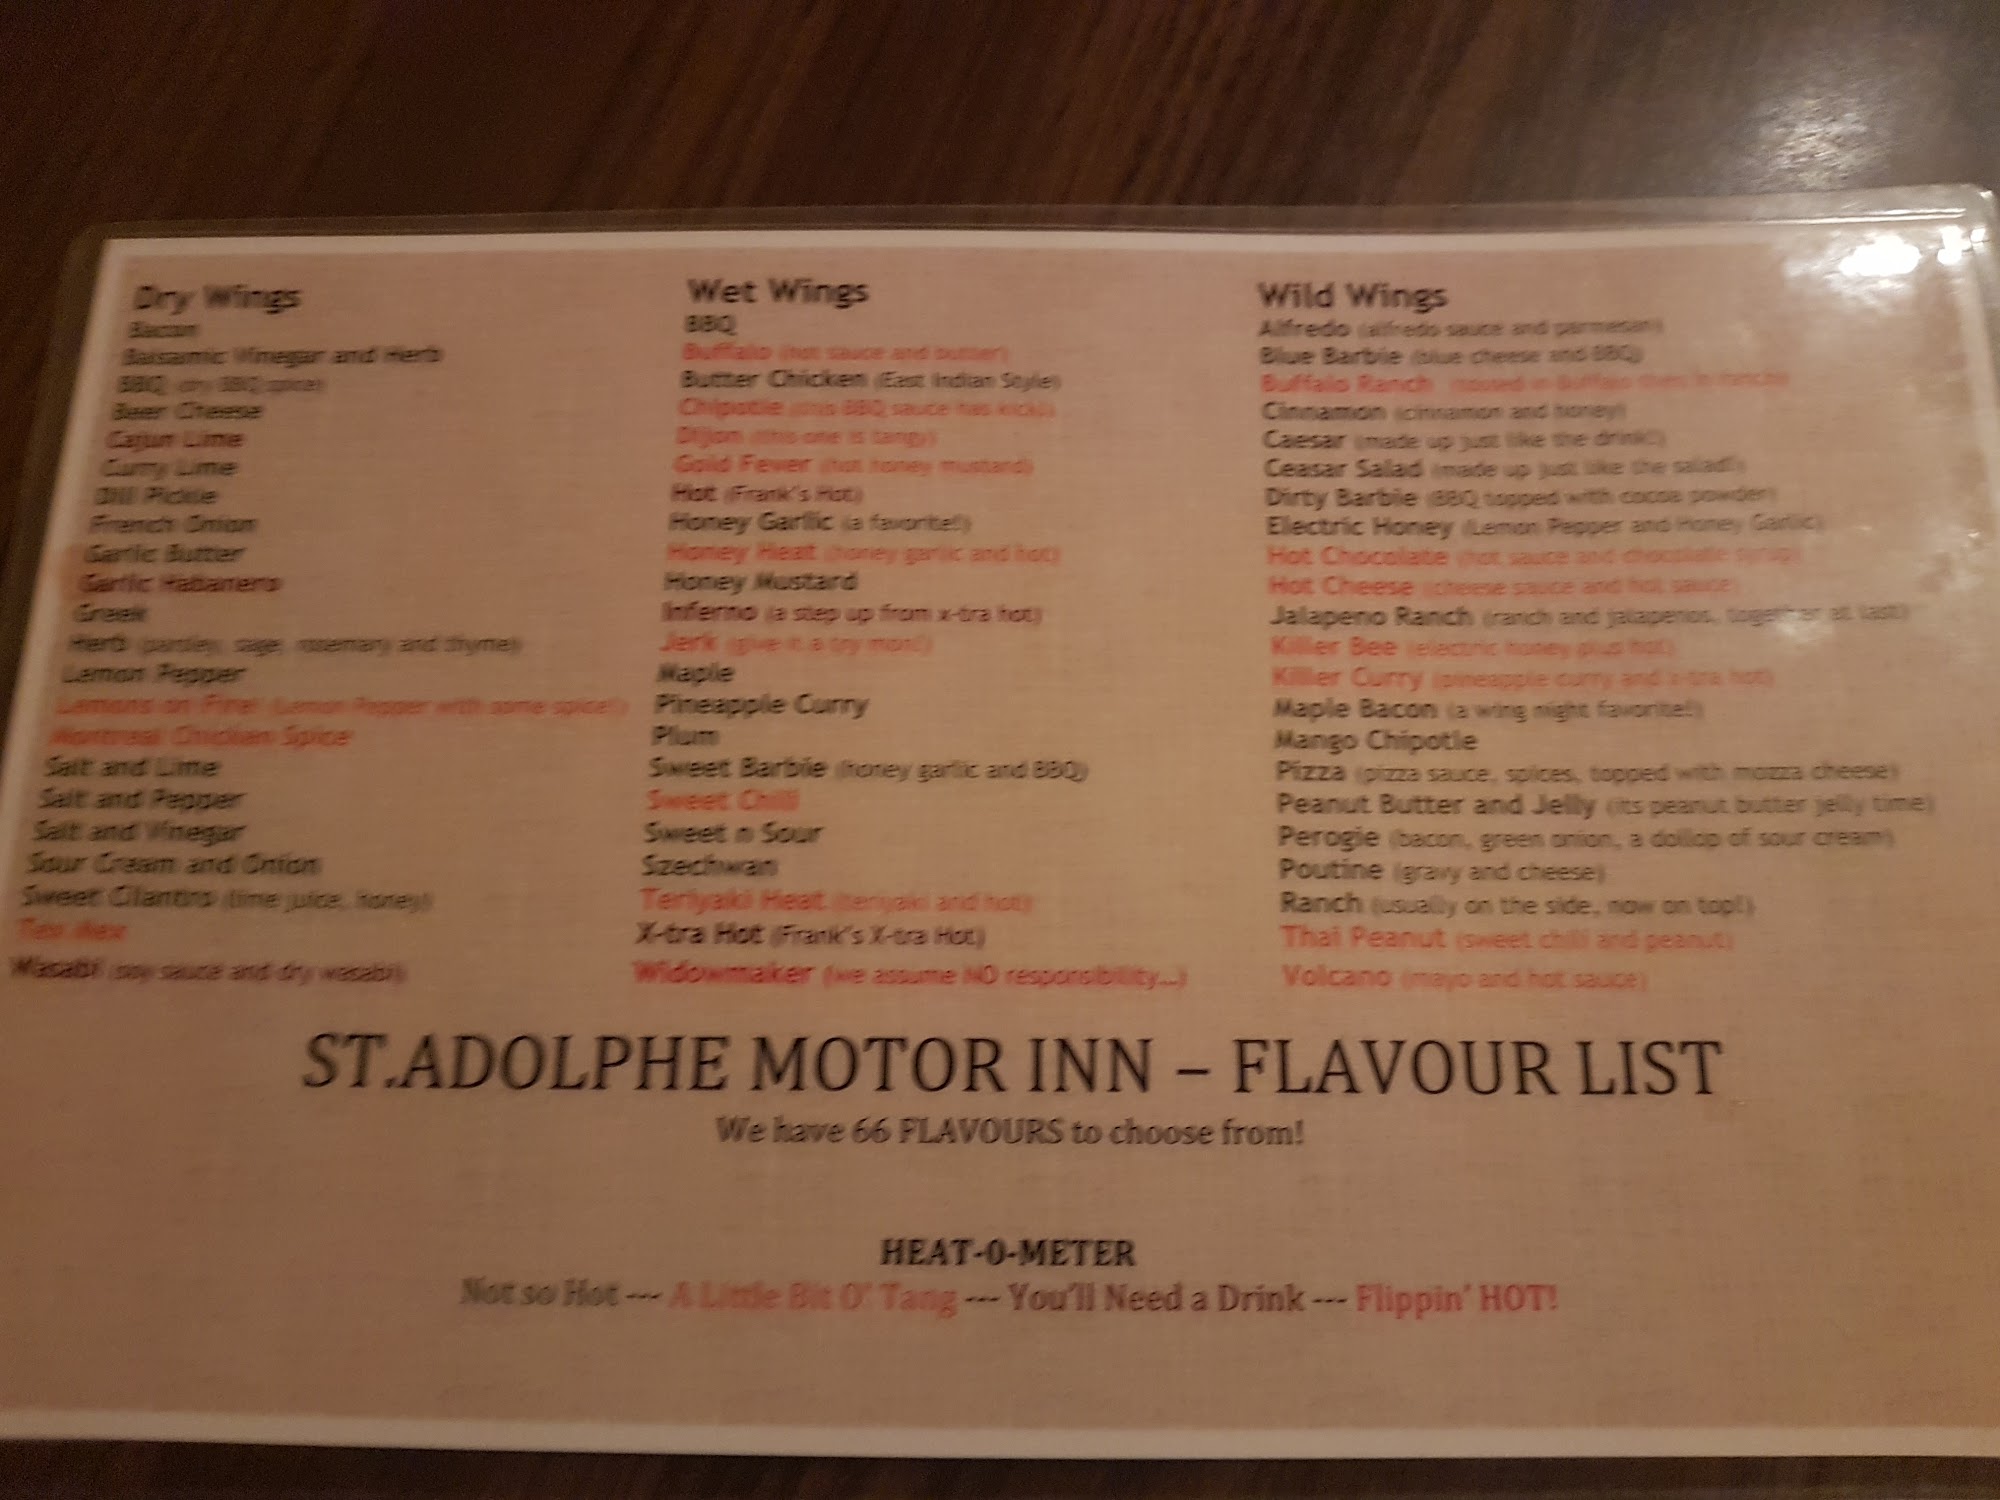 Dry Wings
Bacon
Balsamic Vinegar and Herb
BBQ (dry BBQ spice)
Beer Cheese
Cajun Lime
Curry Lime
Dill Pickle
French Onion
Garlic Butter
Garlic Habanero
Greek
Herb (parsley, sage, rosemary and thyme)
Lemon Pepper
Lemons on Fire! (Lemon Pepper with some spice!)
Montreal Chicken Spice
Salt and Lime
Salt and Pepper
Salt and Vinegar
Sour Cream and Onion
Sweet Cilantro (lime juice, honey)
Tex Mex
Wasabi (soy sauce and dry wasabi)
Wet Wings
BBQ
Buffalo (hot sauce and butter)
Butter Chicken (East Indian Style)
Chipotle (this BBQ sauce has kick!)
Dijon (this one is tangy)
Gold Fever (hot honey mustard)
Hot (Frank's Hot)
Honey Garlic (a favorite!)
Honey Heat (honey garlic and hot)
Honey Mustard
Inferno (a step up from x-tra hot)
Jerk (give it a try mon!)
Maple
Pineapple Curry
Plum
Sweet Barbie (honey garlic and BBQ)
Sweet Chili
Sweet n Sour
Szechwan
Teriyaki Heat (teriyaki and hot)
X-tra Hot (Frank's X-tra Hot)
Widowmaker (we assume NO responsibility...)
Wild Wings
Alfredo (alfredo sauce and parmesan)
Blue Barbie (blue cheese and BBQ)
Buffalo Ranch (tossed in Buffalo then in ranch)
Cinnamon (cinnamon and honey)
Caesar (made up just like the drink!)
Ceasar Salad (made up just like the salad!)
Dirty Barbie (BBQ topped with cocoa powder)
Electric Honey (Lemon Pepper and Honey Garlic)
Hot Chocolate (hot sauce and chocolate syrup)
Hot Cheese (cheese sauce and hot sauce)
Jalapeno Ranch (ranch and jalapenos, together at last)
Killer Bee (electric honey plus hot)
Killer Curry (pineapple curry and x-tra hot)
Maple Bacon (a wing night favorite!)
Mango Chipotle
Pizza (pizza sauce, spices, topped with mozza cheese)
Peanut Butter and Jelly (its peanut butter jelly time)
Perogie (bacon, green onion, a dollop of sour cream)
Poutine (gravy and cheese)
Ranch (usually on the side, now on top!)
Thai Peanut (sweet chili and peanut)
Volcano (mayo and hot sauce)
ST.ADOLPHE MOTOR INN – FLAVOUR LIST
We have 66 FLAVOURS to choose from!
HEAT-O-METER
Not so Hot --- A Little Bit O' Tang --- You'll Need a Drink --- Flippin' HOT!